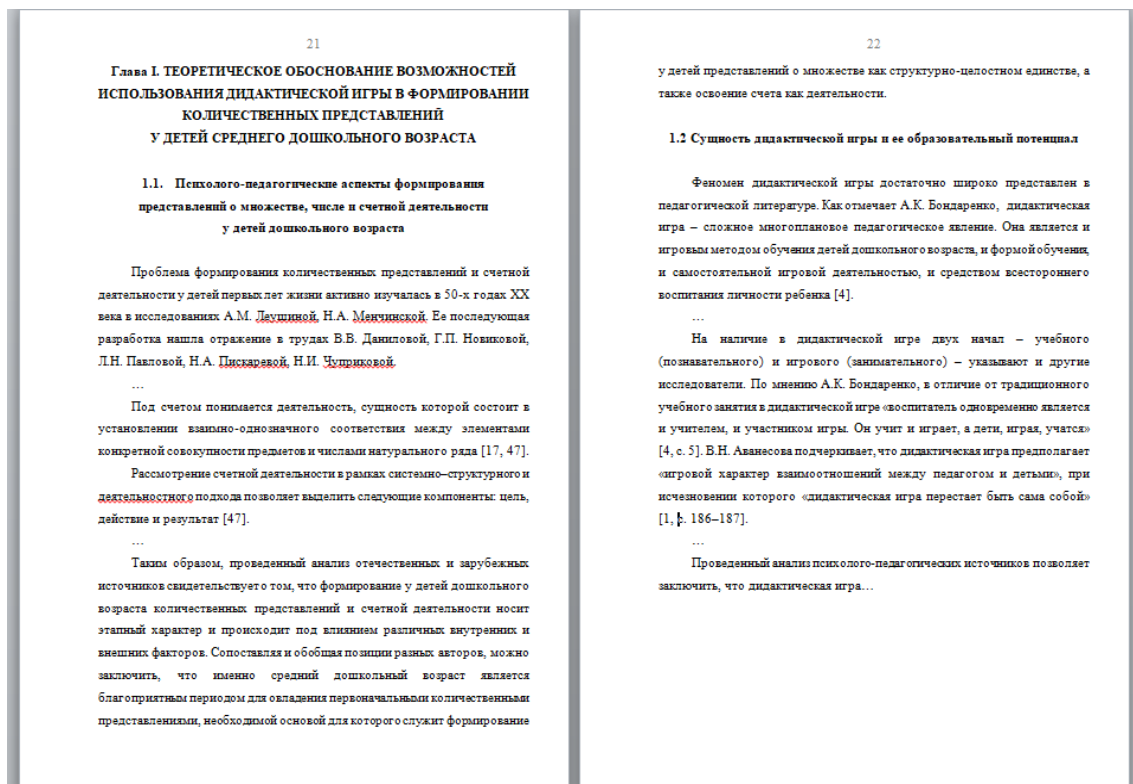 21
Глава I. ТЕОРЕТИЧЕСКОЕ ОБОСНОВАНИЕ ВОЗМОЖНОСТЕЙ
ИСПОЛЬЗОВАНИЯ ДИДАКТИЧЕСКОЙ ИГРЫ В ФОРМИРОВАНИИ
КОЛИЧЕСТВЕННЫХ ПРЕДСТАВЛЕНИЙ
У ДЕТЕЙ СРЕДНЕГО ДОШКОЛЬНОГО ВОЗРАСТА
1.1. Психолого-педагогические аспекты формирования
представлений о множестве, числе и счетной деятельности
у детей дошкольного возраста
Проблема формирования количественных представлений и счетной
деятельности у детей первых лет жизни активно изучалась в 50-х годах XX
века в исследованиях А.М. Леушиной, Н.А. Менчинской. Ее последующая
разработка нашла отражение в трудах В.В. Даниловой, Г.П. Новиковой,
Л.Н. Павловой, Н.А. Пискаревой, Н.И. Чуприковой.
…
Под счетом понимается деятельность, сущность которой состоит в
установлении взаимно-однозначного соответствия между элементами
конкретной совокупности предметов и числами натурального ряда [17, 47].
Рассмотрение счетной деятельности в рамках системно–структурного и
деятельностного подхода позволяет выделить следующие компоненты: цель,
действие и результат [47].
…
Таким образом, проведенный анализ отечественных и зарубежных
источников свидетельствует о том, что формирование у детей дошкольного
возраста количественных представлений и счетной деятельности носит
этапный характер и происходит под влиянием различных внутренних и
внешних факторов. Сопоставляя и обобщая позиции разных авторов, можно
заключить, что именно средний дошкольный возраст является
благоприятным периодом для овладения первоначальными количественными
представлениями, необходимой основой для которого служит формирование
22
у детей представлений о множестве как структурно-целостном единстве, а
также освоение счета как деятельности.
1.2 Сущность дидактической игры и ее образовательный потенциал
Феномен дидактической игры достаточно широко представлен в
педагогической литературе. Как отмечает А.К. Бондаренко, дидактическая
игра – сложное многоплановое педагогическое явление. Она является и
игровым методом обучения детей дошкольного возраста, и формой обучения,
и самостоятельной игровой деятельностью, и средством всестороннего
воспитания личности ребенка [4].
…
На наличие в дидактической игре двух начал – учебного
(познавательного) и игрового (занимательного) – указывают и другие
исследователи. По мнению А.К. Бондаренко, в отличие от традиционного
учебного занятия в дидактической игре «воспитатель одновременно является
и учителем, и участником игры. Он учит и играет, а дети, играя, учатся»
[4, с. 5]. В.Н. Аванесова подчеркивает, что дидактическая игра предполагает
«игровой характер взаимоотношений между педагогом и детьми», при
исчезновении которого «дидактическая игра перестает быть сама собой»
[1, с. 186–187].
…
Проведенный анализ психолого-педагогических источников позволяет
заключить, что дидактическая игра…